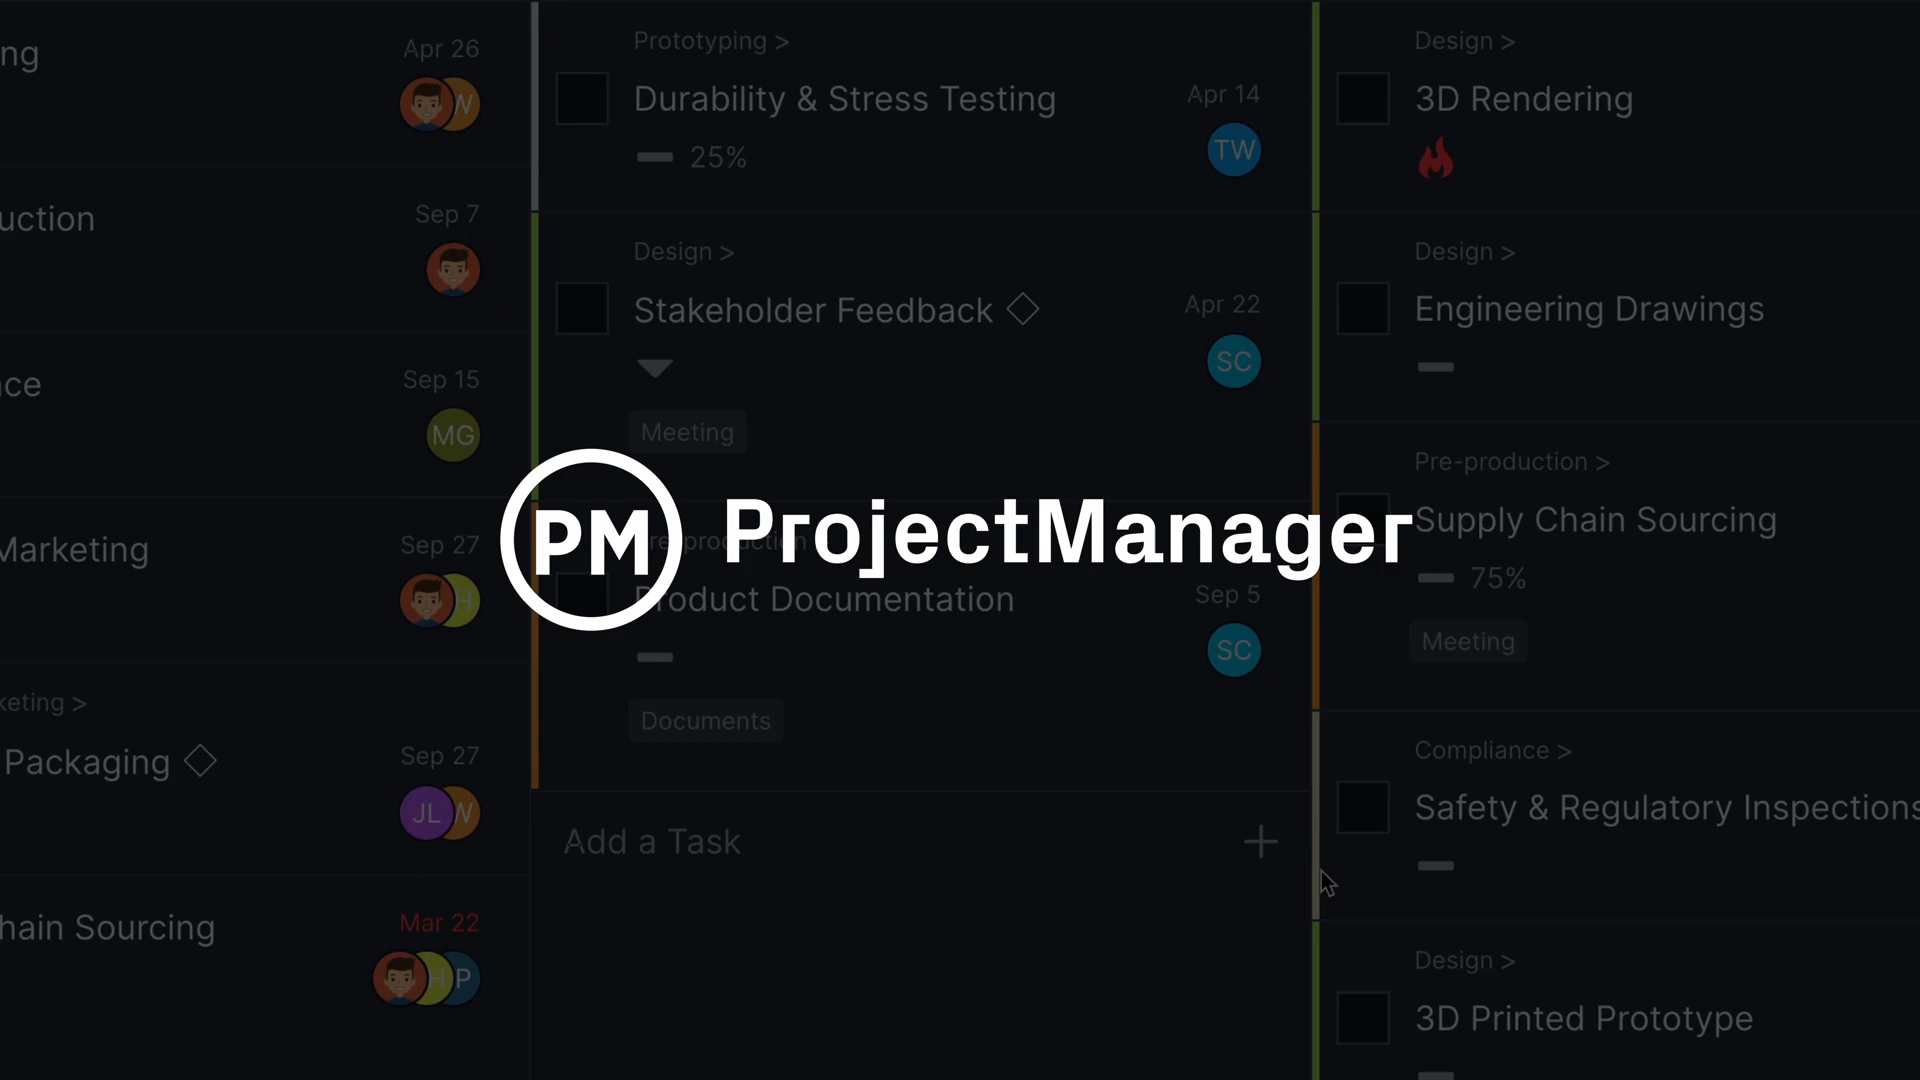 ng
Apr 26
W
uction
Sep 7
ce
Sep 15
MG
Marketing
Sep 27
H
keting >
Packaging
Sep 27
JL
W
hain Sourcing
Mar 22
H
P
Prototyping >
Durability & Stress Testing
Apr 14
25%
TW
Design >
Stakeholder Feedback
Apr 22
SC
Meeting
PM
ProjectManager
Pre-production
Product Documentation
Sep 5
SC
Documents
Add a Task
Design >
3D Rendering
Design >
Engineering Drawings
Pre-production >
Supply Chain Sourcing
75%
Meeting
Compliance >
Safety & Regulatory Inspections
Design >
3D Printed Prototype